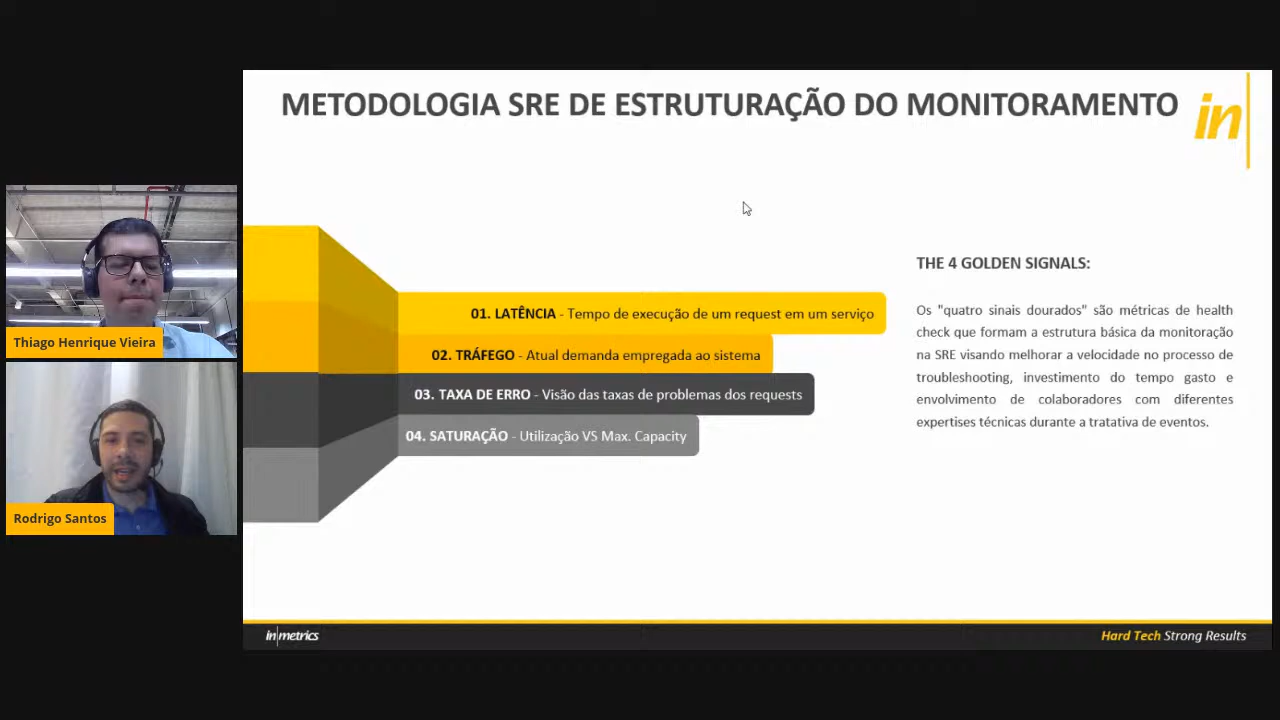 METODOLOGIA SRE DE ESTRUTURAÇÃO DO MONITORAMENTO
in
Thiago Henrique Vieira
Rodrigo Santos
01. LATÊNCIA - Tempo de execução de um request em um serviço
02. TRÁFEGO - Atual demanda empregada ao sistema
03. TAXA DE ERRO - Visão das taxas de problemas dos requests
04. SATURAÇÃO - Utilização VS Max. Capacity
THE 4 GOLDEN SIGNALS:
Os "quatro sinais dourados" são métricas de health
check que formam a estrutura básica da monitoração
na SRE visando melhorar a velocidade no processo de
troubleshooting, investimento do tempo gasto e
envolvimento de colaboradores com diferentes
expertises técnicas durante a tratativa de eventos.
in|metrics
Hard Tech Strong Results